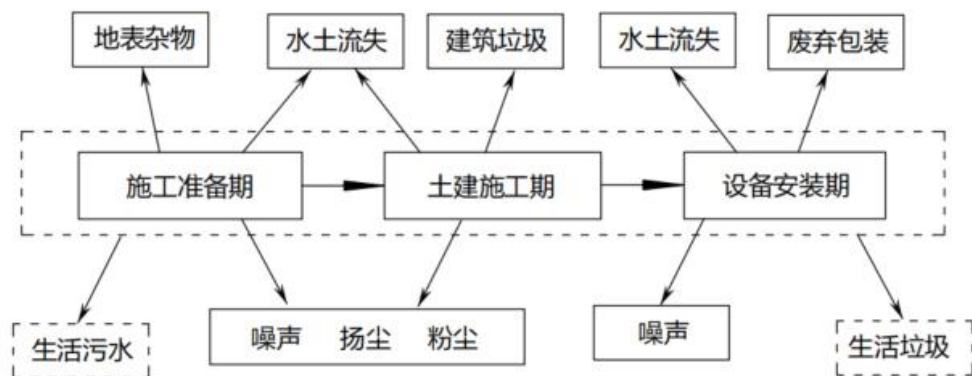 地表杂物
水土流失
建筑垃圾
水土流失
废弃包装
施工准备期
土建施工期
设备安装期
噪声 扬尘 粉尘
噪声
生活污水
生活垃圾